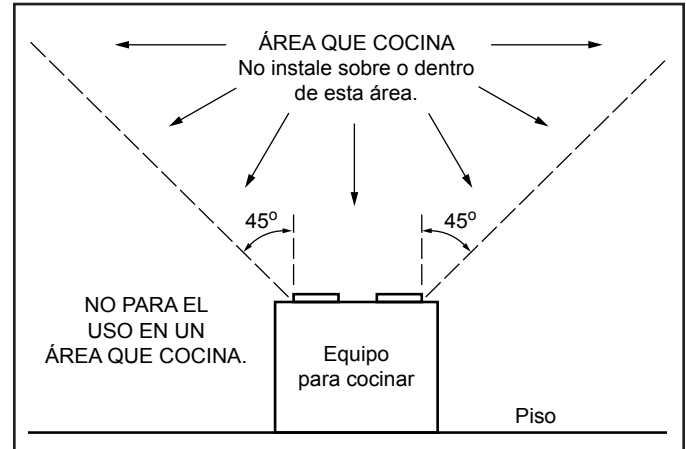 ÁREA QUE COCINA
No instale sobre o dentro
de esta área.
45º
45º
NO PARA EL
USO EN UN
ÁREA QUE COCINA.
Equipo
para cocinar
Piso